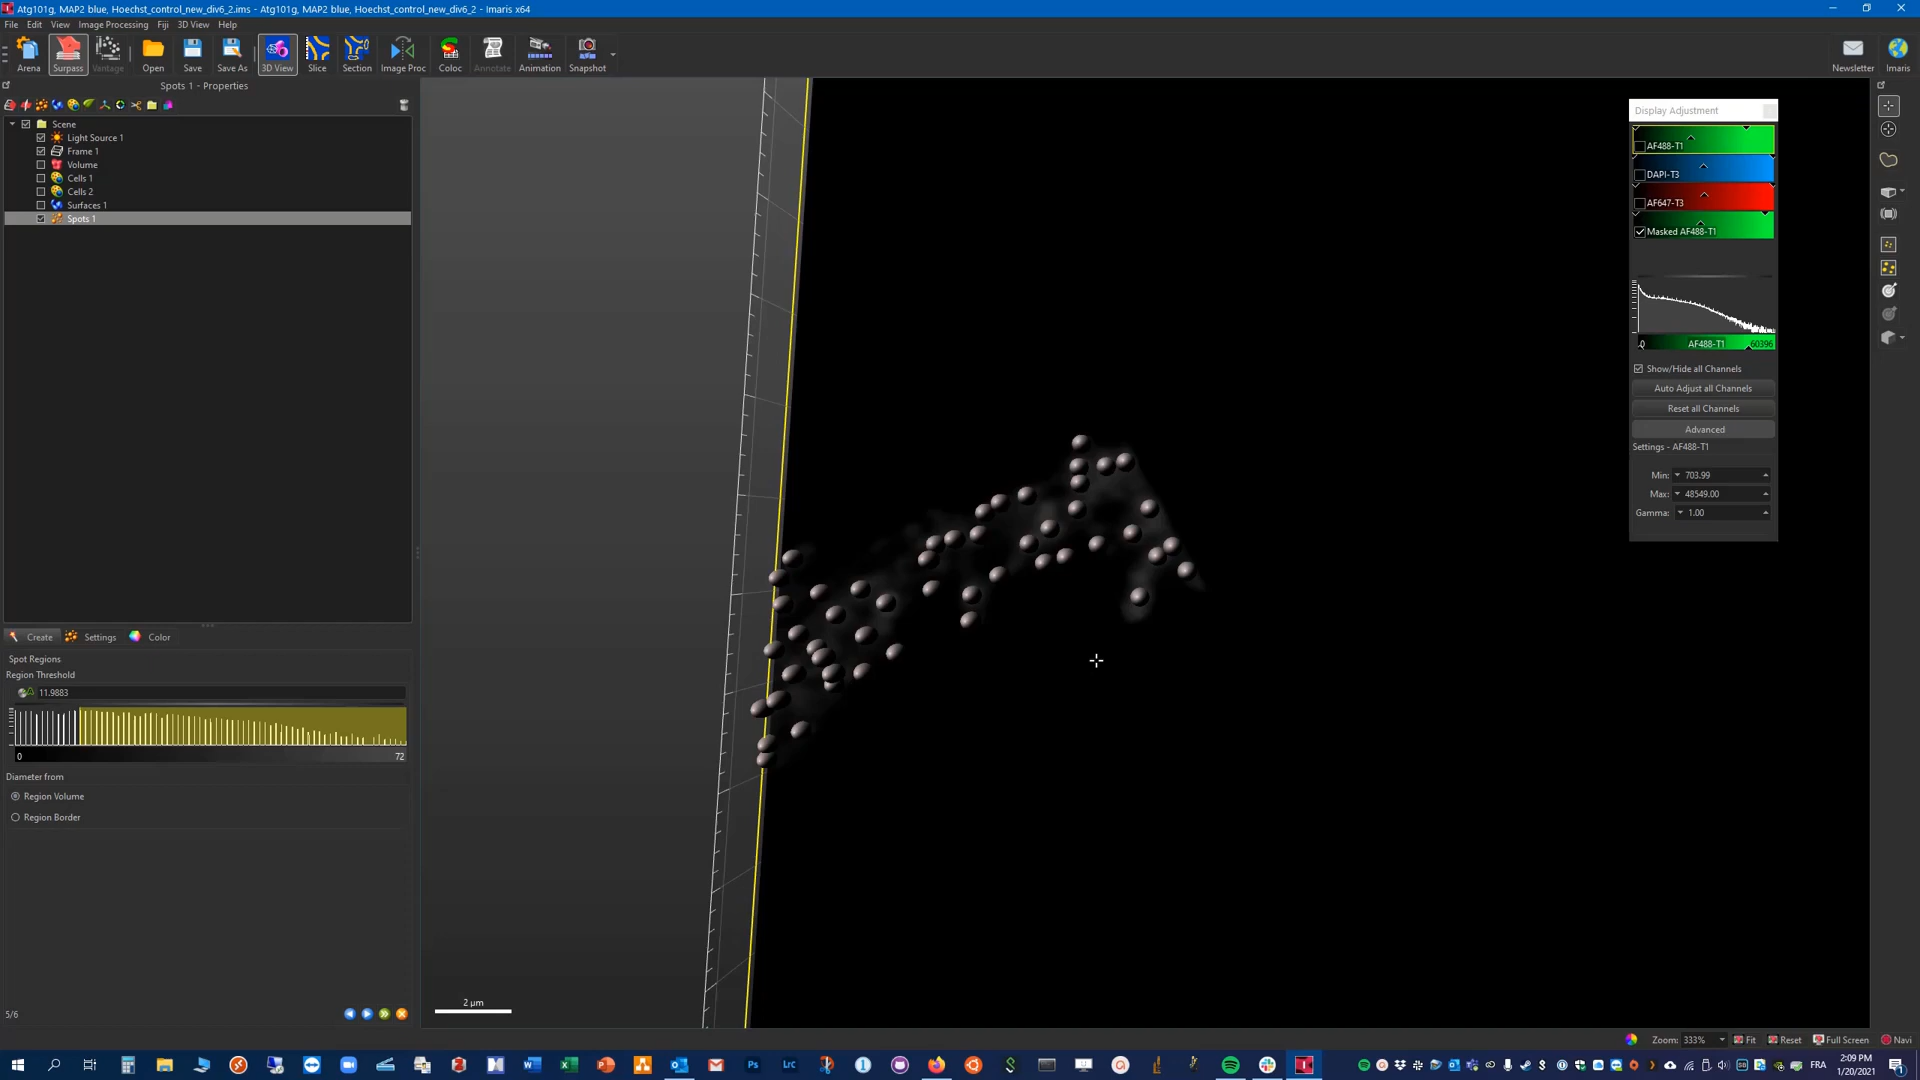 Atg101g, MAP2 blue, Hoechst_control_new_div6_2.ims - Atg101g, MAP2 blue, Hoechst_control_new_div6_2 - Imaris x64
File Edit View Image Processing Fiji 3D View Help
Arena Surpass Vantage Open Save Save As 3D View Slice Section Image Proc Coloc Annotate Animation Snapshot Newsletter Imaris
Spots 1 - Properties
Scene
Light Source 1
Frame 1
Volume
Cells 1
Cells 2
Surfaces 1
Spots 1
Create Settings Color
Spot Regions
Region Threshold
11.9883
0 72
Diameter from
Region Volume
Region Border
5/6
2 µm
Display Adjustment
AF488-T1
DAPI-T3
AF647-T3
Masked AF488-T1
0 AF488-T1 60396
Show/Hide all Channels
Auto Adjust all Channels
Reset all Channels
Advanced
Settings - AF488-T1
Min: 703.99
Max: 48549.00
Gamma: 1.00
Zoom: 333% Fit Reset Full Screen Navi
FRA
2:09 PM
1/20/2021